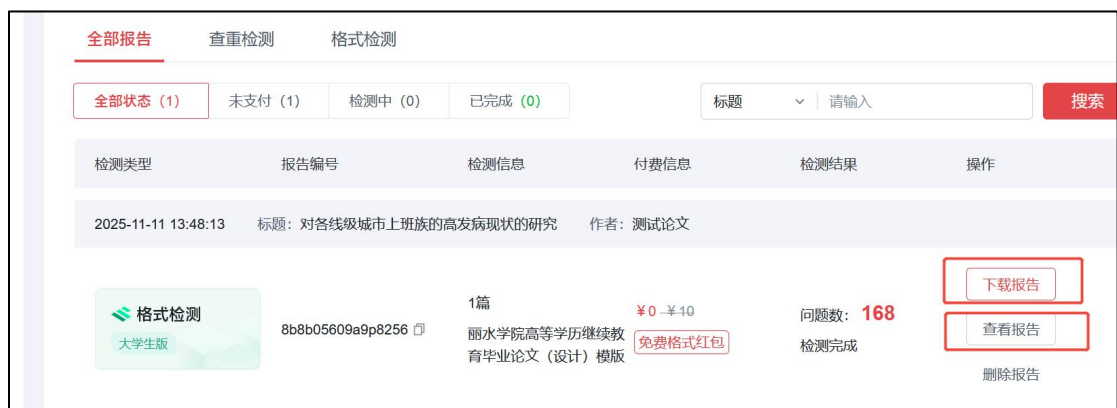 全部报告 查重检测 格式检测
全部状态（1） 未支付（1） 检测中（0） 已完成（0） 标题 请输入 搜索
检测类型 报告编号 检测信息 付费信息 检测结果 操作
2025-11-11 13:48:13 标题：对各线级城市上班族的高发病现状的研究 作者：测试论文
下载报告
格式检测
大学生版
8b8b05609a9p8256
1篇
丽水学院高等学历继续教
育毕业论文（设计）模版
¥0 ¥10
免费格式红包
问题数：168
检测完成
查看报告
删除报告